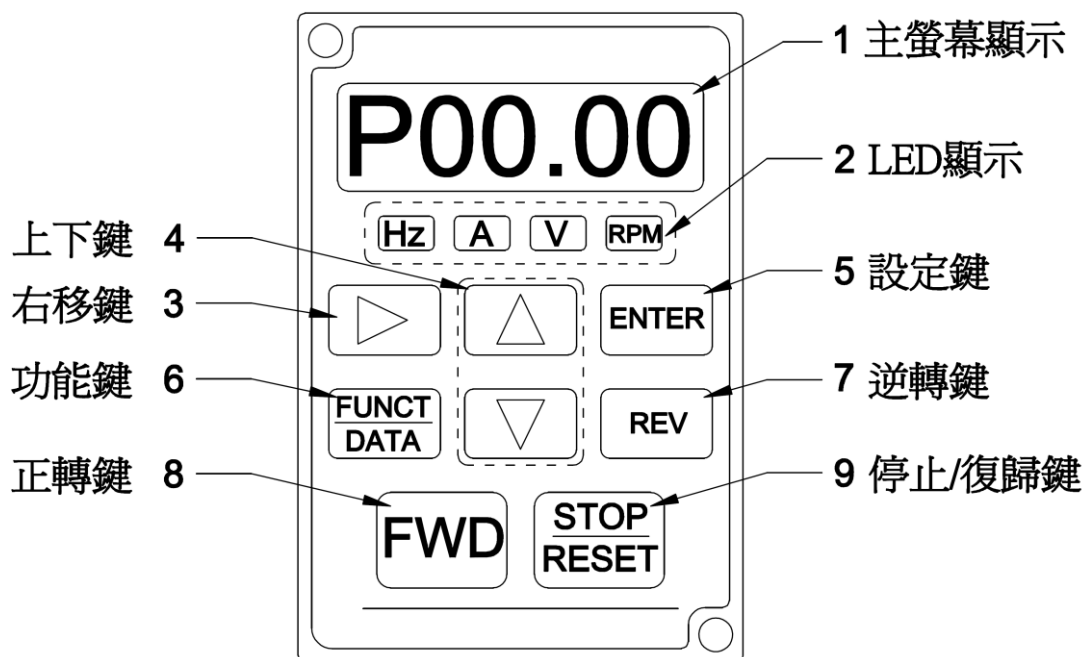 1 主螢幕顯示
P00.00
2 LED顯示
Hz A V RPM
上下鍵 4
右移鍵 3
5 設定鍵
ENTER
功能鍵 6
7 逆轉鍵
FUNCT
DATA
REV
正轉鍵 8
9 停止/復歸鍵
FWD
STOP
RESET